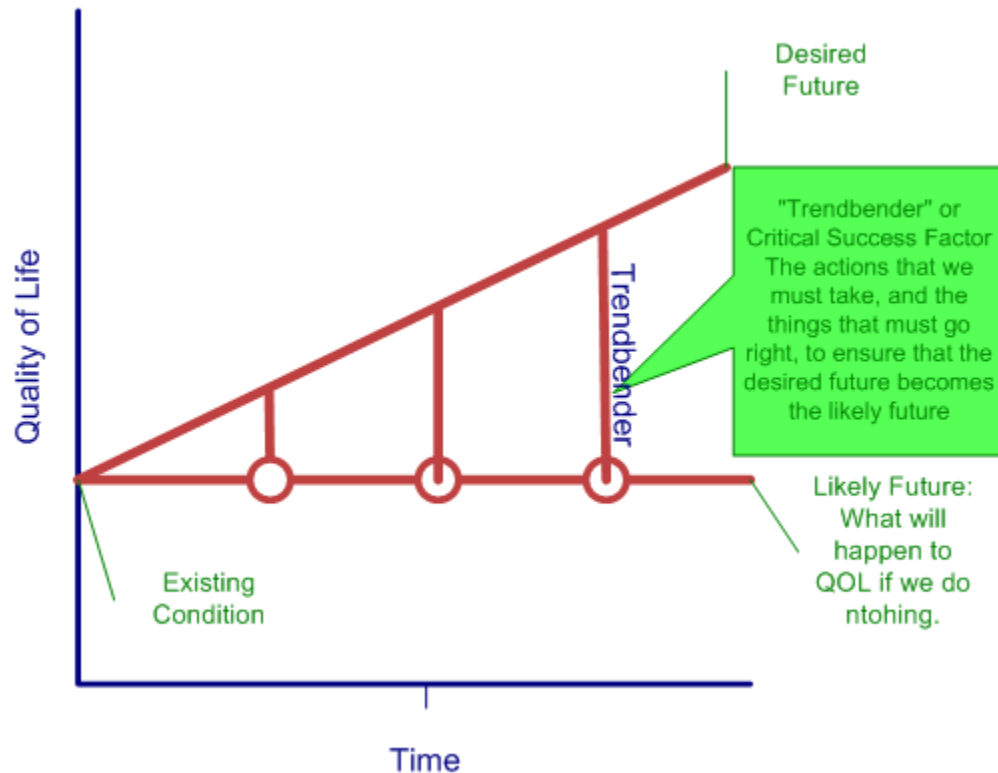 Desired
Future
"Trendbender" or
Critical Success Factor
The actions that we
must take, and the
things that must go
right, to ensure that the
desired future becomes
the likely future
Trendbender
Quality of Life
Likely Future:
What will
happen to
QOL if we do
ntohing.
Existing
Condition
Time